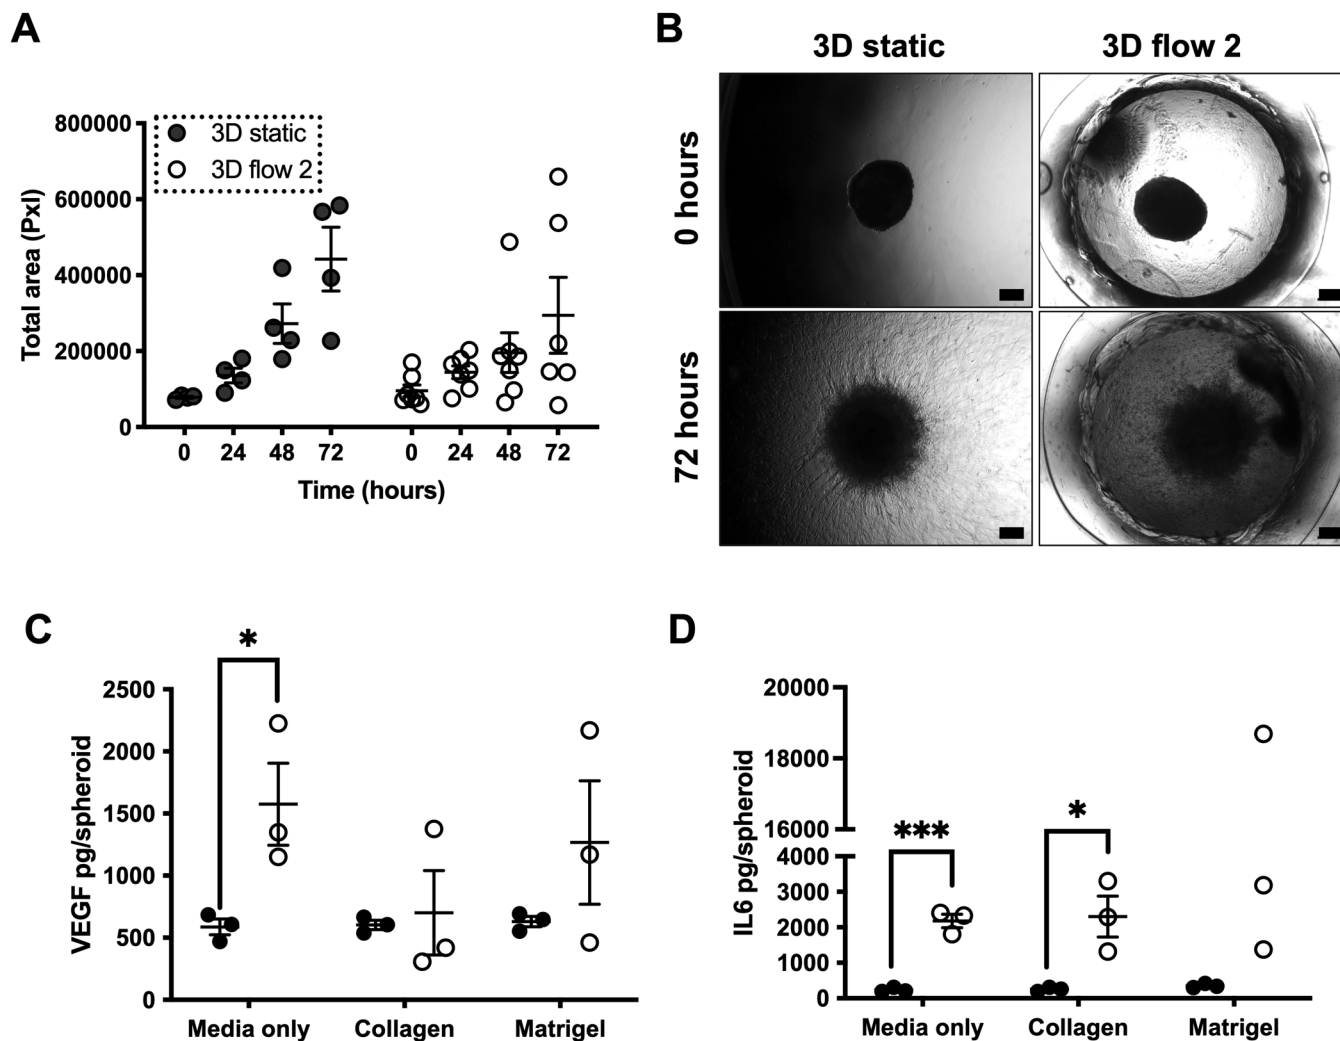 A
800000
600000
400000
200000
0
Total area (Pxl)
3D static
3D flow 2
0 24 48 72 0 24 48 72
Time (hours)
B
3D static 3D flow 2
0 hours
72 hours
C
*
2500
2000
1500
1000
500
0
VEGF pg/spheroid
Media only Collagen Matrigel
D
20000
18000
16000
4000
3000
2000
1000
0
IL6 pg/spheroid
*** *
Media only Collagen Matrigel